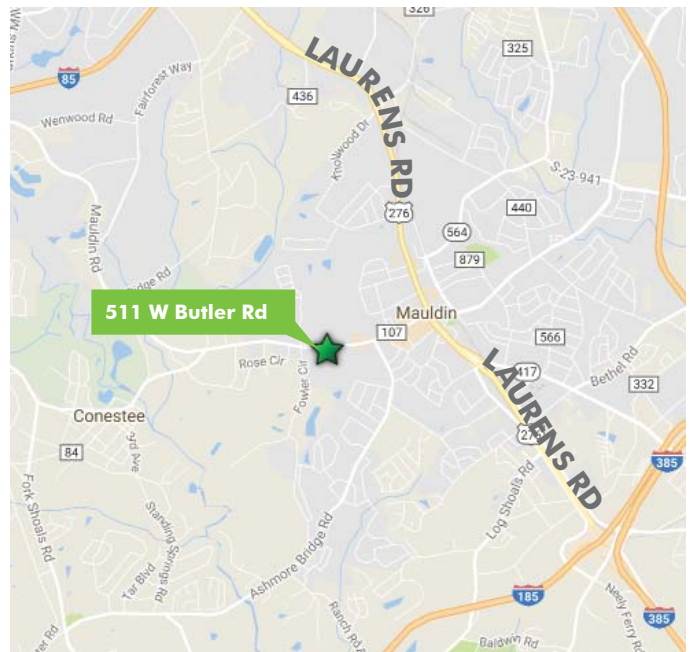 326
85
LAURENS RD
325
Fairforest Way
436
Wenwood Rd
Knollwood Dr
S-23-941
Mauldin Rd
276
440
564
879
Ridge Rd
511 W Butler Rd
Mauldin
107
566
Rose Cir
Fowler Cir
LAURENS RD
417
Bethel Rd
332
Conestee
84
385
Log Shoals Rd
Fork Shoals Rd
Standing Springs Rd
Tar Blvd
Ashmore Bridge Rd
185
Neely Ferry Rd
Ranch Rd
385
Baldwin Rd